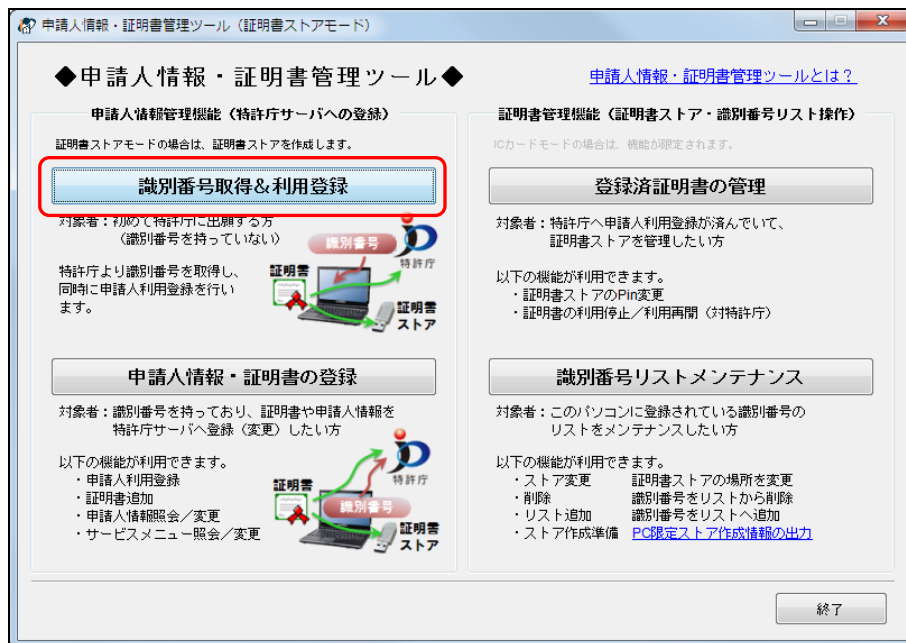 申請人情報・証明書管理ツール（証明書ストアモード）
◆申請人情報・証明書管理ツール◆
申請人情報・証明書管理ツールとは？
申請人情報管理機能（特許庁サーバへの登録）
証明書ストアモードの場合は、証明書ストアを作成します。
識別番号取得&利用登録
対象者：初めて特許庁に出願する方
（識別番号を持っていない）
特許庁より識別番号を取得し、
同時に申請人利用登録を行い
ます。
識別番号
特許庁
証明書
証明書
ストア
申請人情報・証明書の登録
対象者：識別番号を持っており、証明書や申請人情報を
特許庁サーバへ登録（変更）したい方
以下の機能が利用できます。
・申請人利用登録
・証明書追加
・申請人情報照会／変更
・サービスメニュー照会／変更
特許庁
証明書
識別番号
証明書
ストア
証明書管理機能（証明書ストア・識別番号リスト操作）
ICカードモードの場合は、機能が限定されます。
登録済証明書の管理
対象者：特許庁へ申請人利用登録が済んでいて、
証明書ストアを管理したい方
以下の機能が利用できます。
・証明書ストアのPin変更
・証明書の利用停止／利用再開（対特許庁）
識別番号リストメンテナンス
対象者：このパソコンに登録されている識別番号の
リストをメンテナンスしたい方
以下の機能が利用できます。
・ストア変更 証明書ストアの場所を変更
・削除 識別番号をリストから削除
・リスト追加 識別番号をリストへ追加
・ストア作成準備 PC限定ストア作成情報の出力
終了